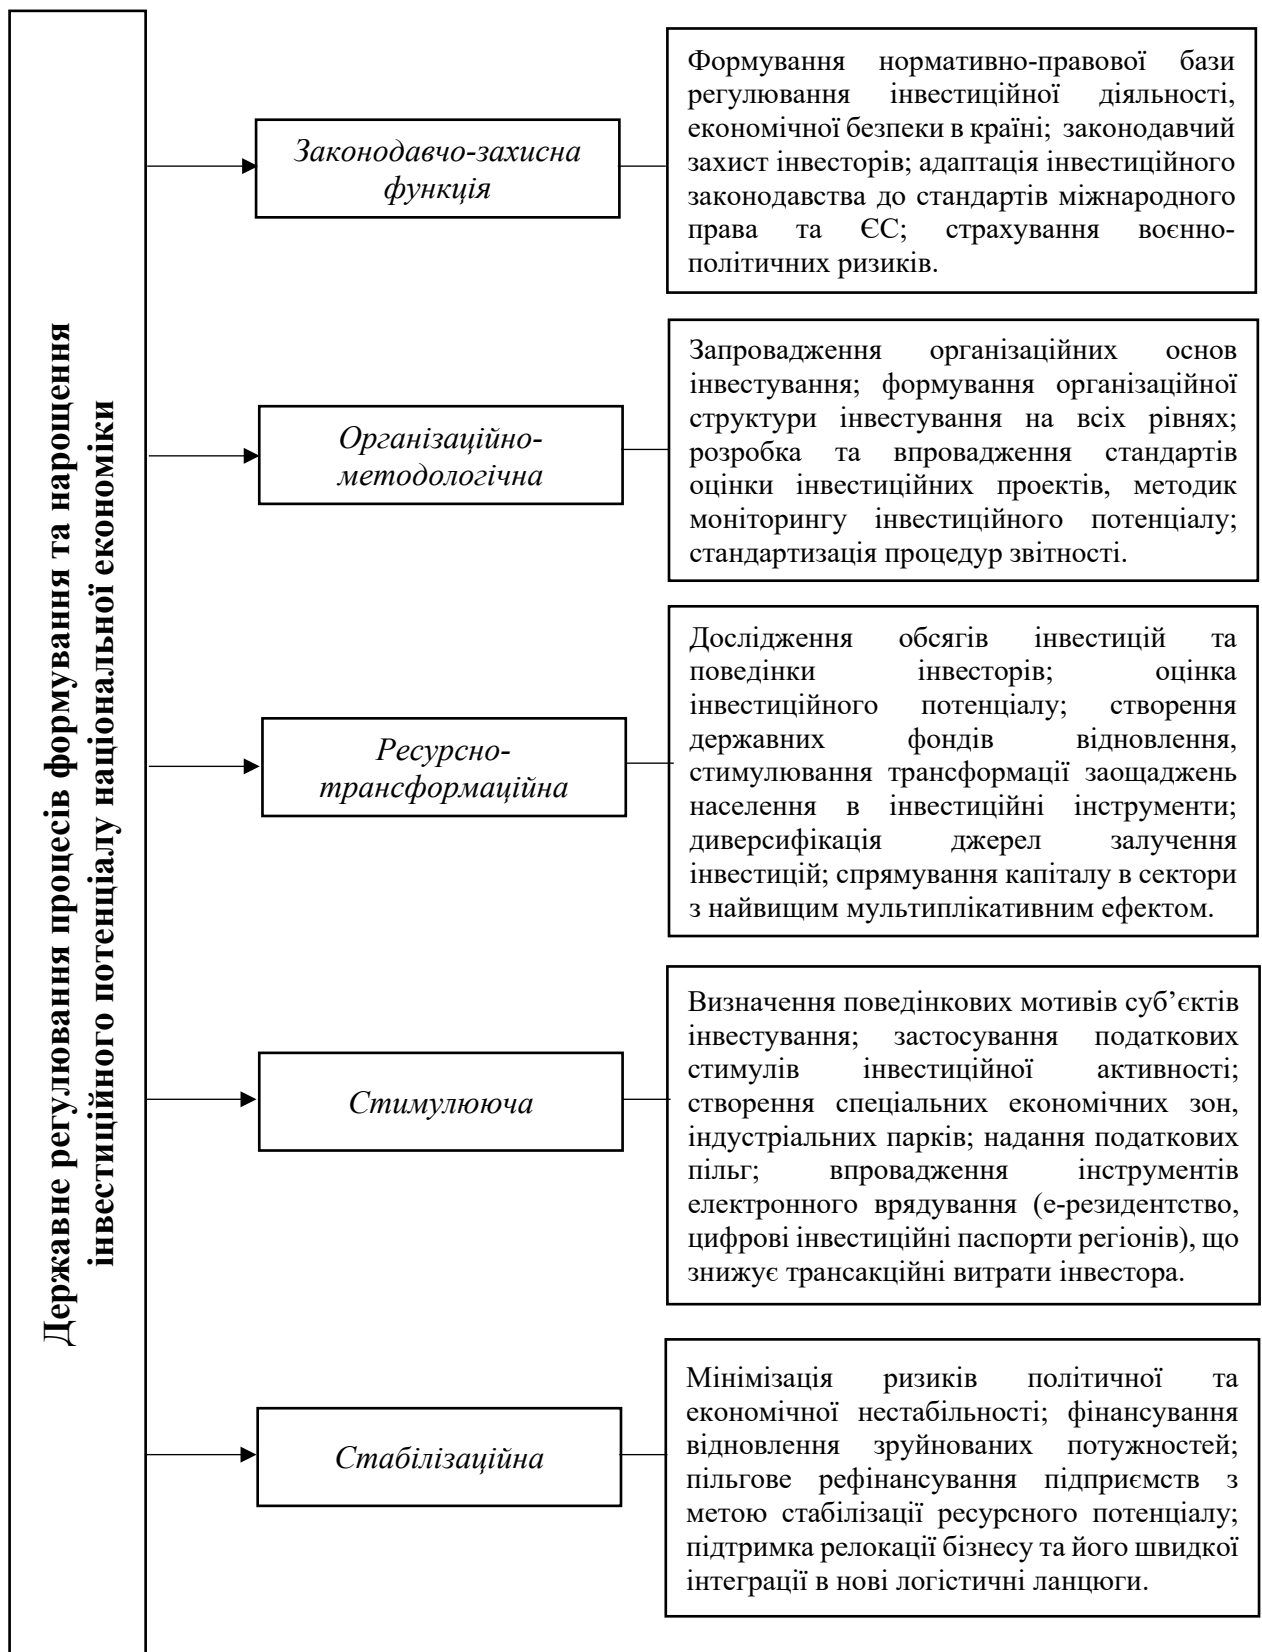 Державне регулювання процесів формування та нарощення
інвестиційного потенціалу національної економіки
Законодавчо-захисна
функція
Формування нормативно-правової бази
регулювання інвестиційної діяльності,
економічної безпеки в країні; законодавчий
захист інвесторів; адаптація інвестиційного
законодавства до стандартів міжнародного
права та ЄС; страхування воєнно-
політичних ризиків.
Організаційно-
методологічна
Запровадження організаційних основ
інвестування; формування організаційної
структури інвестування на всіх рівнях;
розробка та впровадження стандартів
оцінки інвестиційних проектів, методик
моніторингу інвестиційного потенціалу;
стандартизація процедур звітності.
Ресурсно-
трансформаційна
Дослідження обсягів інвестицій та
поведінки інвесторів; оцінка
інвестиційного потенціалу; створення
державних фондів відновлення,
стимулювання трансформації заощаджень
населення в інвестиційні інструменти;
диверсифікація джерел залучення
інвестицій; спрямування капіталу в сектори
з найвищим мультиплікативним ефектом.
Стимулююча
Визначення поведінкових мотивів суб’єктів
інвестування; застосування податкових
стимулів інвестиційної активності;
створення спеціальних економічних зон,
індустріальних парків; надання податкових
пільг; впровадження інструментів
електронного врядування (е-резидентство,
цифрові інвестиційні паспорти регіонів), що
знижує трансакційні витрати інвестора.
Стабілізаційна
Мінімізація ризиків політичної та
економічної нестабільності; фінансування
відновлення зруйнованих потужностей;
пільгове рефінансування підприємств з
метою стабілізації ресурсного потенціалу;
підтримка релокації бізнесу та його швидкої
інтеграції в нові логістичні ланцюги.